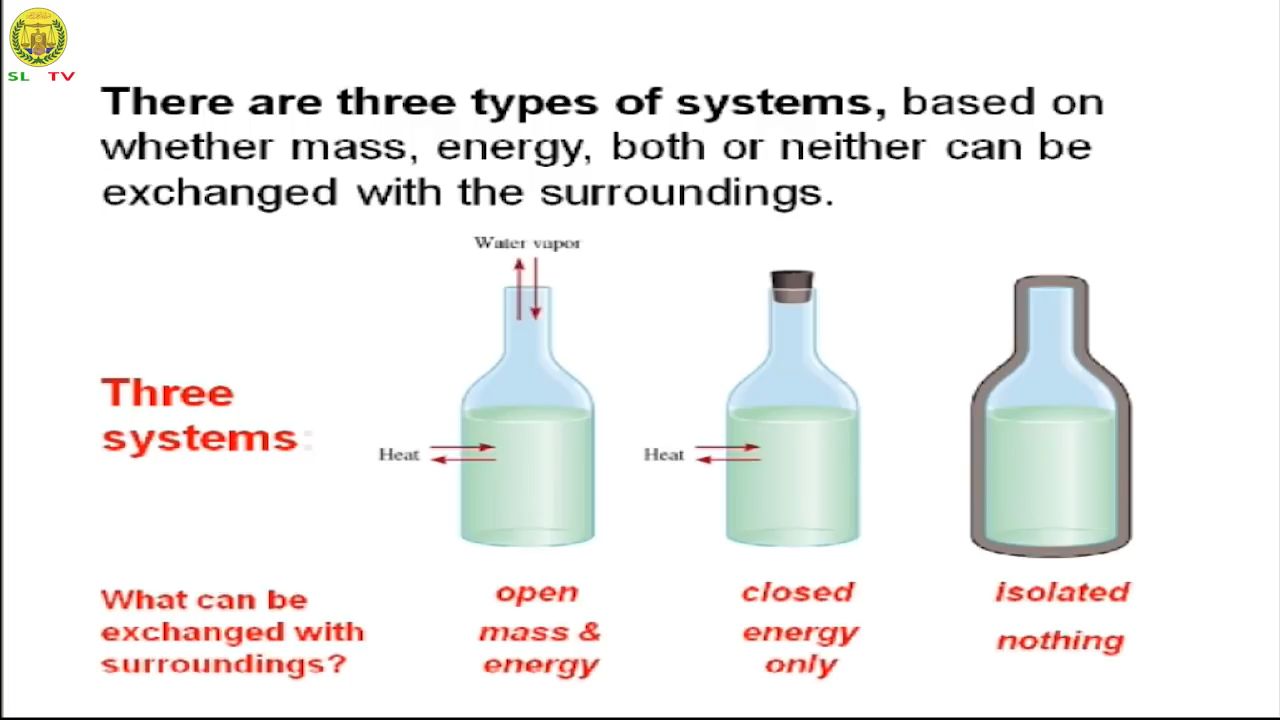 SL TV
There are three types of systems, based on
whether mass, energy, both or neither can be
exchanged with the surroundings.
Water vapor
Three
systems:
Heat
Heat
What can be
exchanged with
surroundings?
open
mass &
energy
closed
energy
only
isolated
nothing